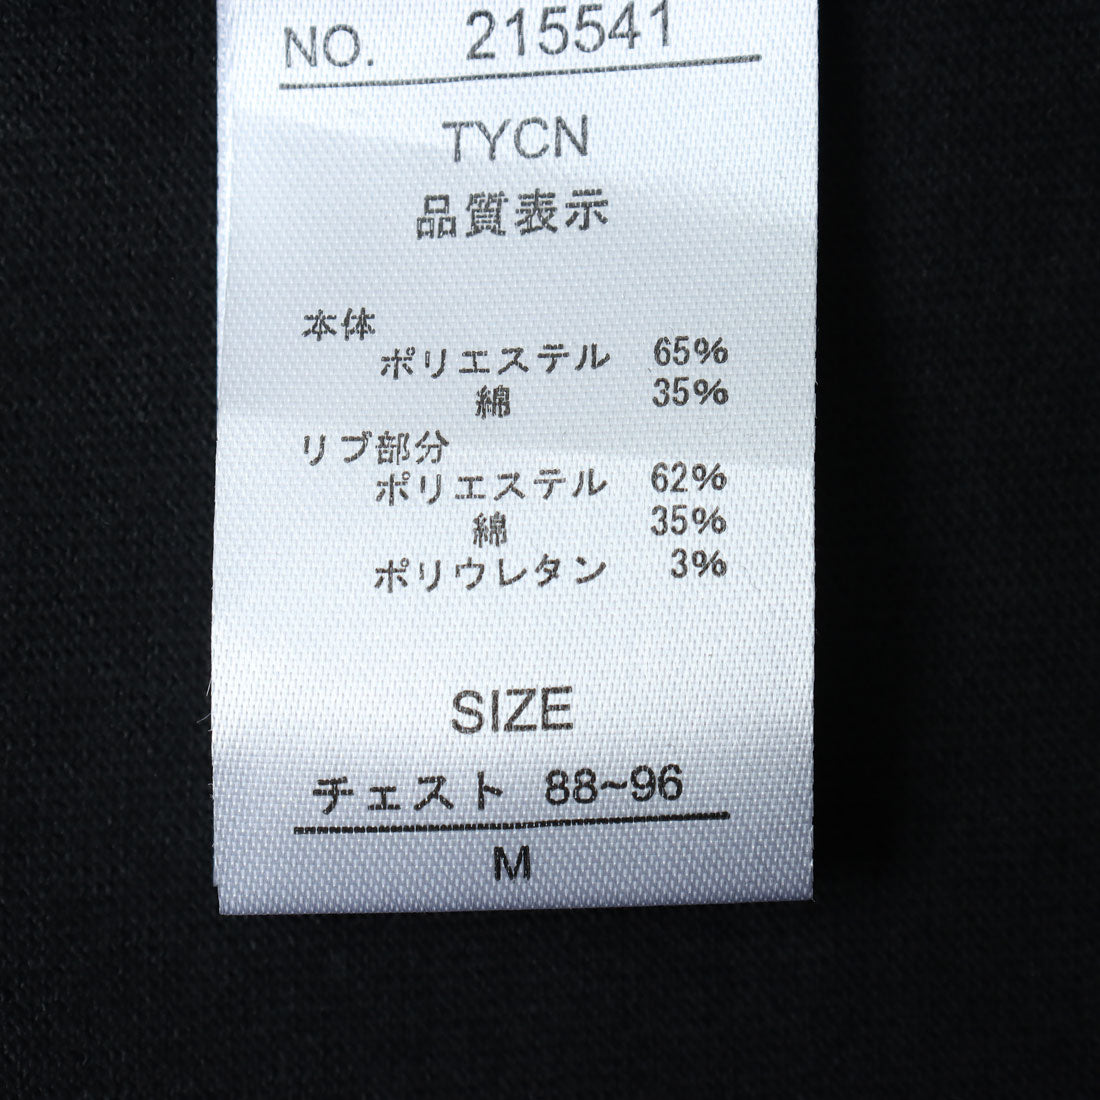 NO. 215541
TYCN
品質表示
本体
ポリエステル 65%
綿 35%
リブ部分
ポリエステル 62%
綿 35%
ポリウレタン 3%
SIZE
チェスト 88~96
M